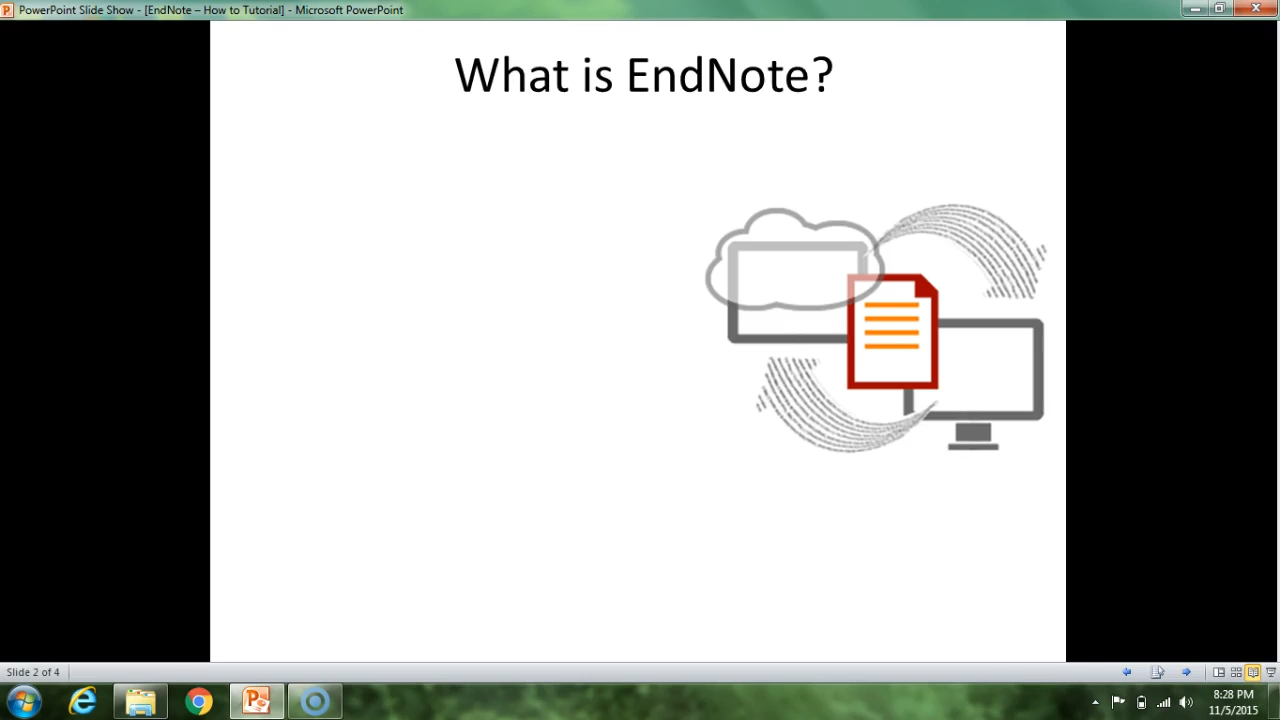 PowerPoint Slide Show - [EndNote – How to Tutorial] - Microsoft PowerPoint
What is EndNote?
Slide 2 of 4
8:28 PM
11/5/2015